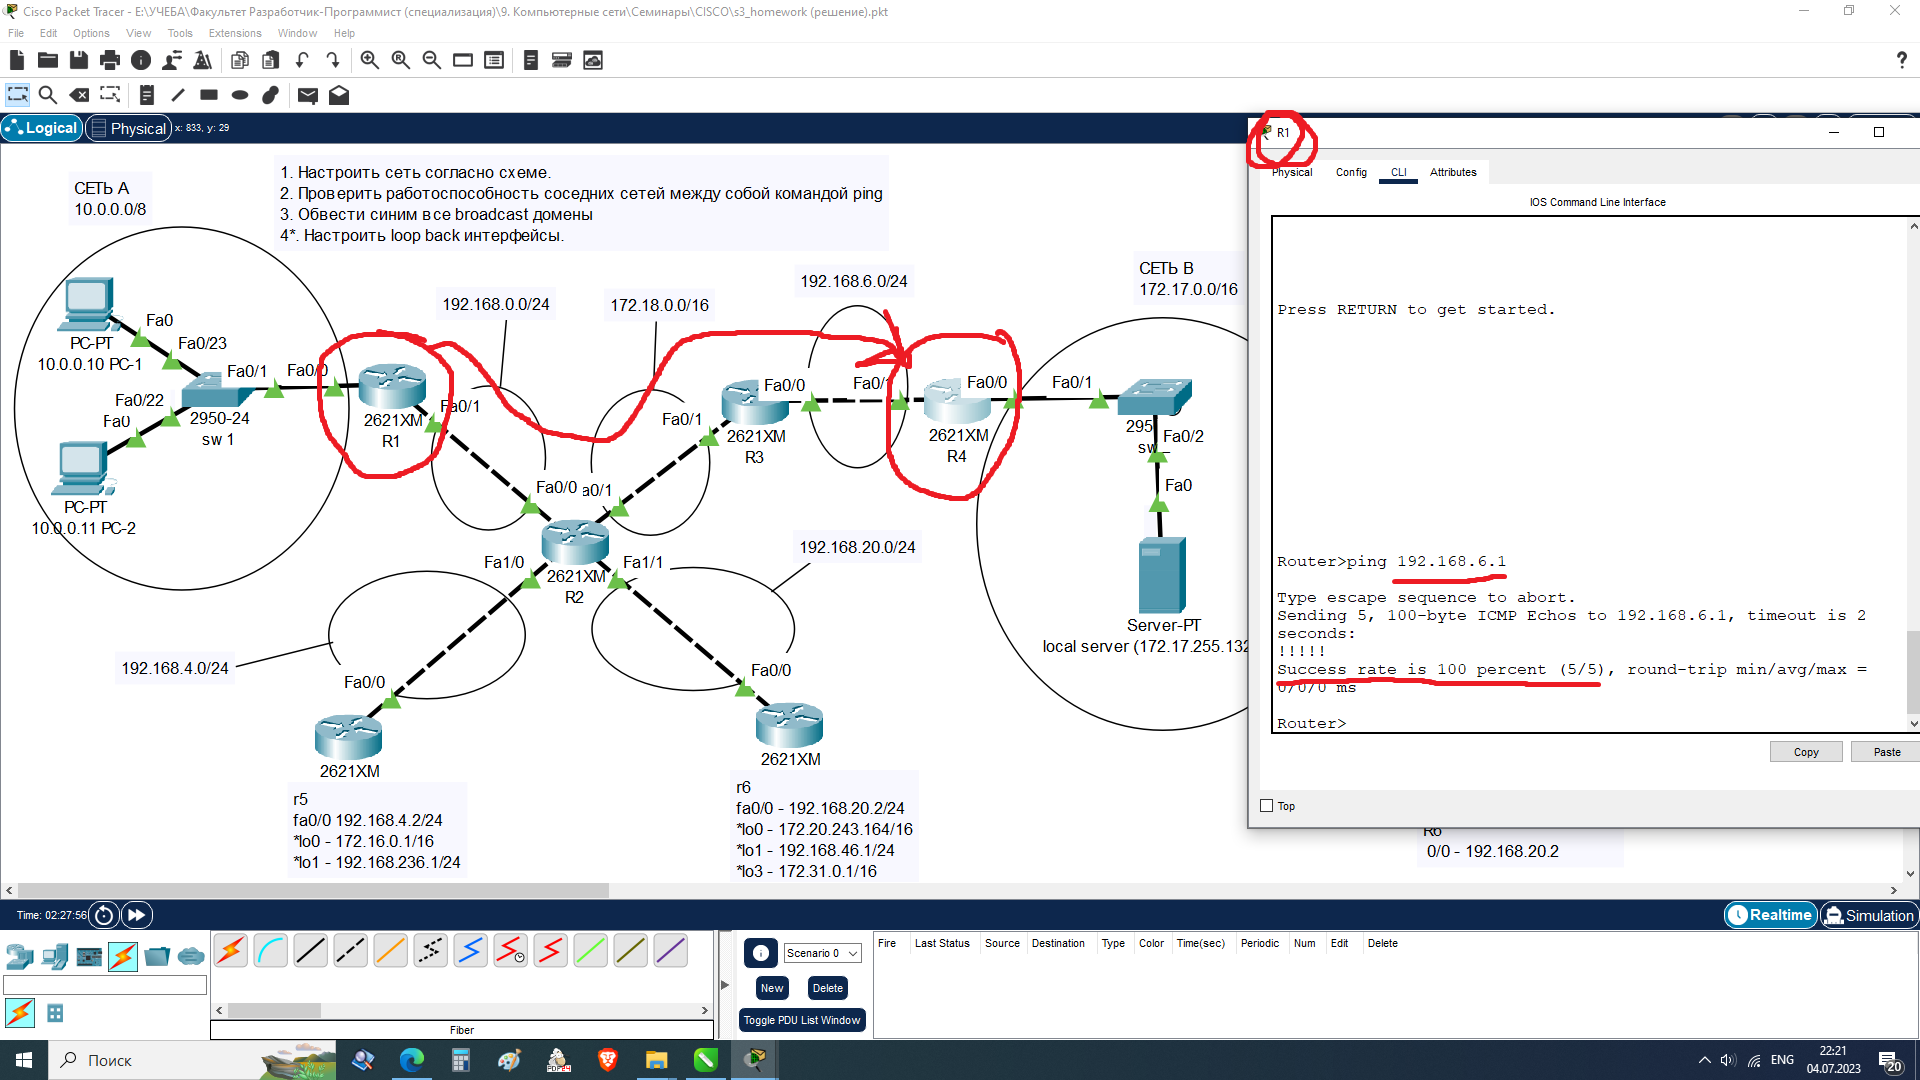 Cisco Packet Tracer - E:\УЧЕБА\Факультет Разработчик-Программист (специализация)\9. Компьютерные сети\Семинары\CISCO\s3_homework (решение).pkt
File Edit Options View Tools Extensions Window Help
?
Logical Physical x: 833, y: 29
1. Настроить сеть согласно схеме.
2. Проверить работоспособность соседних сетей между собой командой ping
3. Обвести синим все broadcast домены
4*. Настроить loop back интерфейсы.
СЕТЬ А
10.0.0.0/8
192.168.0.0/24
172.18.0.0/16
192.168.6.0/24
СЕТЬ В
172.17.0.0/16
Fa0
Fa0/23
PC-PT
10.0.0.10 PC-1
Fa0/1
Fa0/0
Fa0/22
Fa0
2950-24
sw 1
PC-PT
10.0.0.11 PC-2
2621XM
R1
Fa0/1
Fa0/0
a0/1
Fa0/1
Fa0/0
2621XM
R3
Fa0/
Fa0/0
2621XM
R4
Fa0/1
295
sw
Fa0/2
Fa0
Server-PT
local server (172.17.255.132
Fa1/0
Fa1/1
2621XM
R2
192.168.20.0/24
192.168.4.0/24
Fa0/0
2621XM
Fa0/0
2621XM
r5
fa0/0 192.168.4.2/24
*lo0 - 172.16.0.1/16
*lo1 - 192.168.236.1/24
r6
fa0/0 - 192.168.20.2/24
*lo0 - 172.20.243.164/16
*lo1 - 192.168.46.1/24
*lo3 - 172.31.0.1/16
R6
0/0 - 192.168.20.2
R1
Physical Config CLI Attributes
IOS Command Line Interface
Press RETURN to get started.
Router>ping 192.168.6.1
Type escape sequence to abort.
Sending 5, 100-byte ICMP Echos to 192.168.6.1, timeout is 2
seconds:
!!!!!
Success rate is 100 percent (5/5), round-trip min/avg/max =
0/0/0 ms
Router>
Copy Paste
Top
Time: 02:27:56
Realtime Simulation
Scenario 0
New Delete
Toggle PDU List Window
Fire Last Status Source Destination Type Color Time(sec) Periodic Num Edit Delete
Fiber
Поиск
PDF24
ENG
22:21
04.07.2023
20